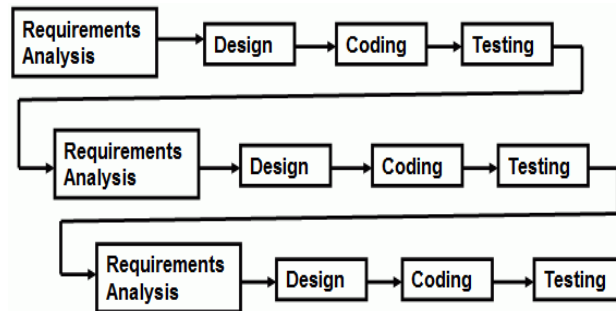 Requirements
Analysis
Design
Coding
Testing
Requirements
Analysis
Design
Coding
Testing
Requirements
Analysis
Design
Coding
Testing